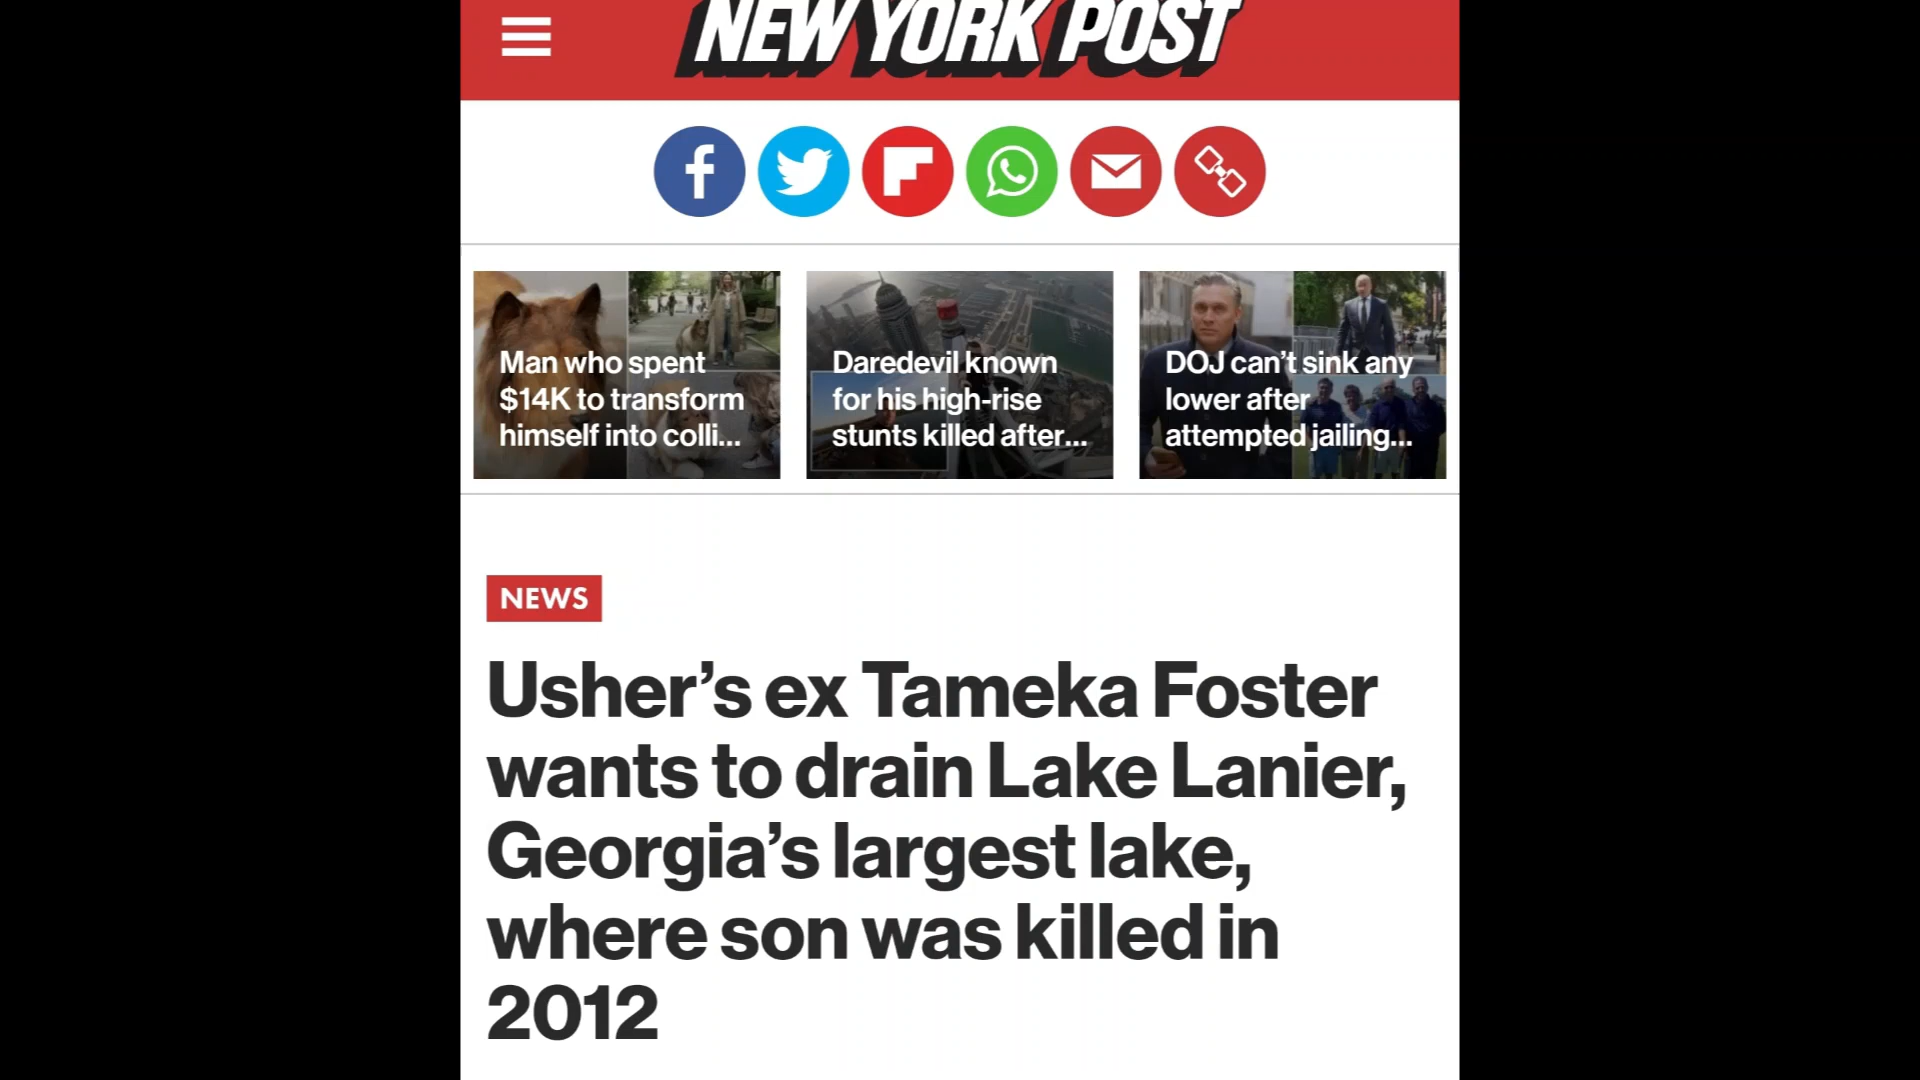 NEW YORK POST
Man who spent
$14K to transform
himself into colli...
Daredevil known
for his high-rise
stunts killed after...
DOJ can't sink any
lower after
attempted jailing...
NEWS
Usher's ex Tameka Foster
wants to drain Lake Lanier,
Georgia's largest lake,
where son was killed in
2012